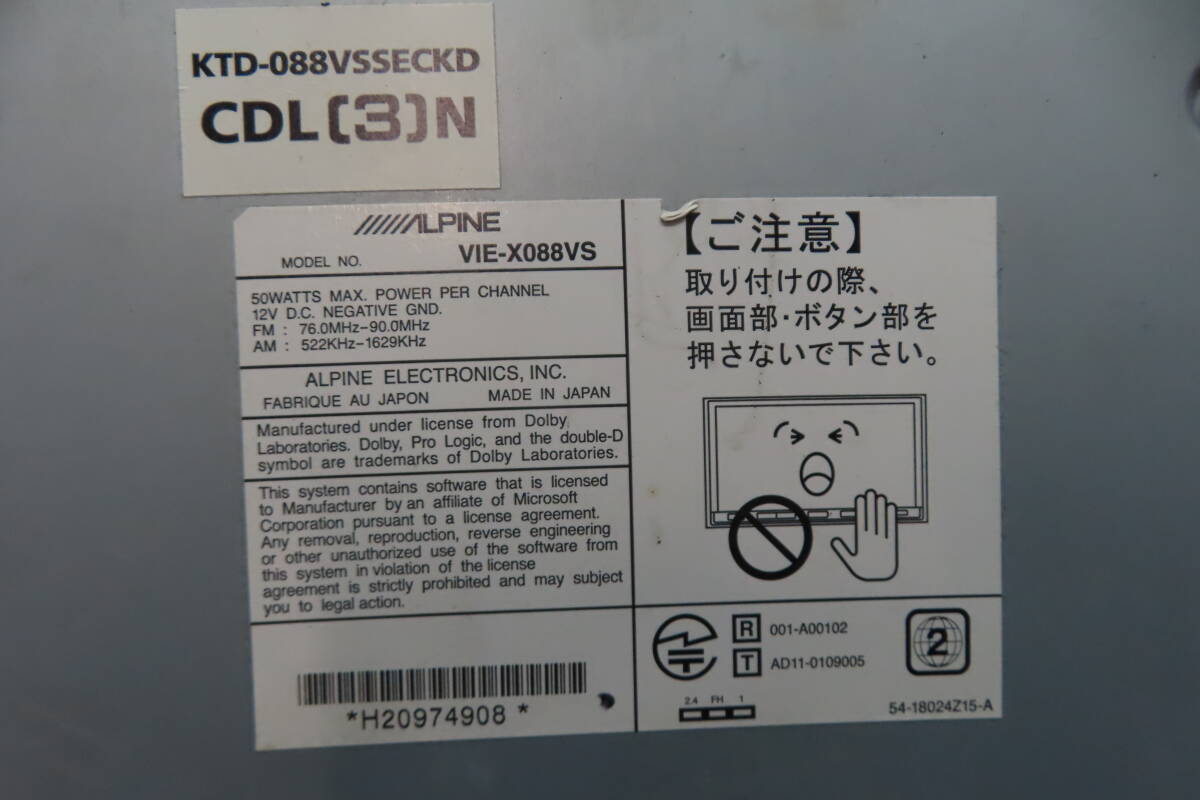 KTD-088VSSECKD
CDL(3)N
ALPINE
MODEL NO. VIE-X088VS
50WATTS MAX. POWER PER CHANNEL
12V D.C. NEGATIVE GND.
FM : 76.0MHz-90.0MHz
AM : 522KHz-1629KHz
ALPINE ELECTRONICS, INC.
FABRIQUE AU JAPON MADE IN JAPAN
Manufactured under license from Dolby
Laboratories. Dolby, Pro Logic, and the double-D
symbol are trademarks of Dolby Laboratories.
This system contains software that is licensed
to Manufacturer by an affiliate of Microsoft
Corporation pursuant to a license agreement.
Any removal, reproduction, reverse engineering
or other unauthorized use of the software from
this system in violation of the license
agreement is strictly prohibited and may subject
you to legal action.
*H20974908*
【ご注意】
取り付けの際、
画面部・ボタン部を
押さないで下さい。
R 001-A00102
T AD11-0109005
2
2.4 FH 1
54-18024Z15-A